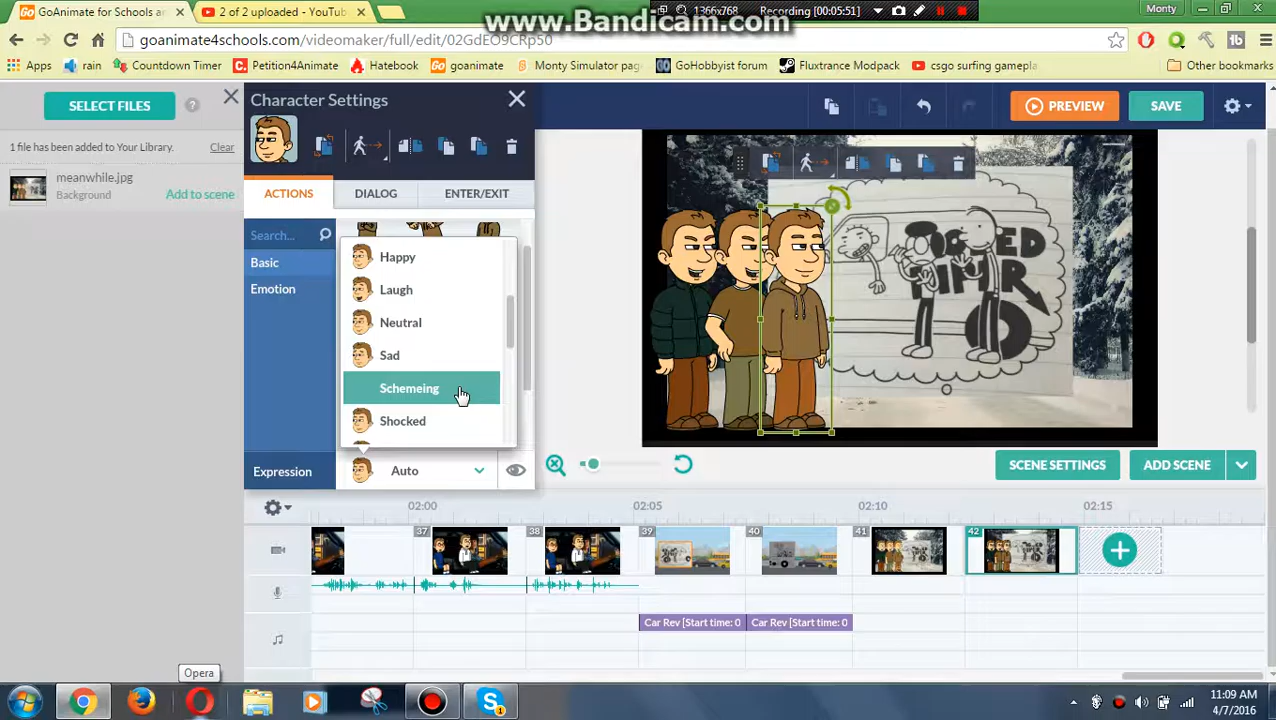 GoAnimate for Schools an
2 of 2 uploaded - YouTube
1366x768
Recording [00:05:51]
Monty
www.Bandicam.com
goanimate4schools.com/videomaker/full/edit/02GdEO9CRp50
Apps
rain
Countdown Timer
Petition4Animate
Hatebook
goanimate
Monty Simulator page
GoHobbyist forum
Fluxtrance Modpack
csgo surfing gamepla
Other bookmarks
SELECT FILES
?
1 file has been added to Your Library.
Clear
meanwhile.jpg
Background
Add to scene
Character Settings
ACTIONS
DIALOG
ENTER/EXIT
Search...
Basic
Emotion
Happy
Laugh
Neutral
Sad
Schemeing
Shocked
Expression
Auto
PREVIEW
SAVE
SCENE SETTINGS
ADD SCENE
02:00
02:05
02:10
02:15
37
38
39
40
41
42
Car Rev [Start time: 0
Car Rev [Start time: 0
Opera
11:09 AM
4/7/2016